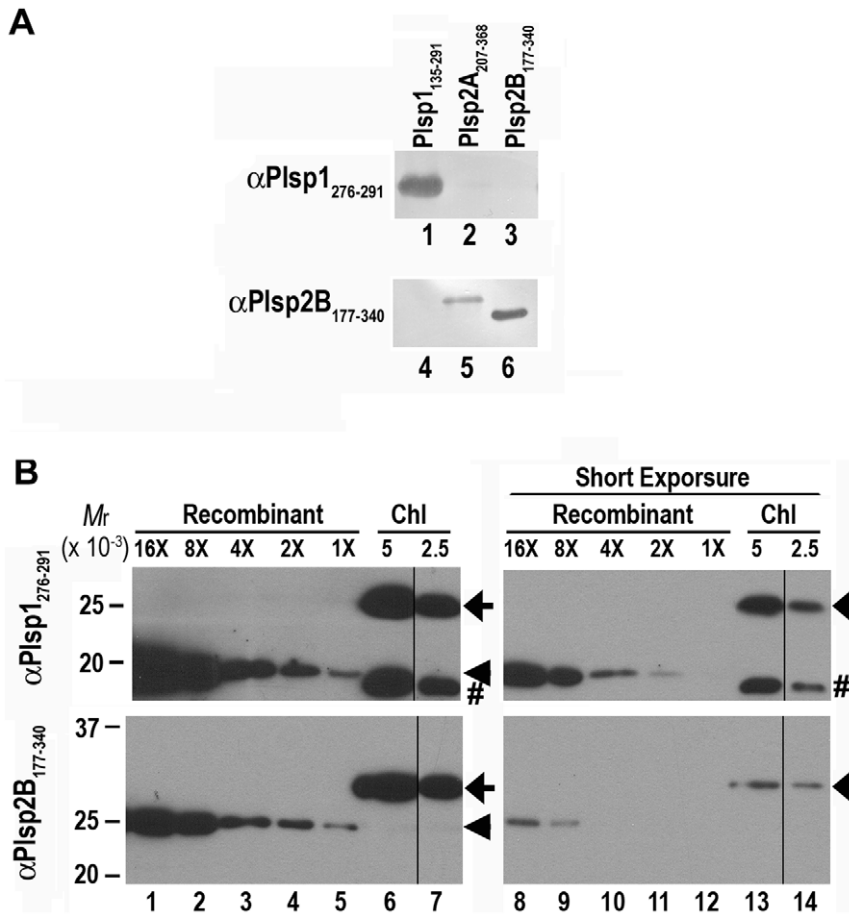 A
Plsp1135-291
Plsp2A207-368
Plsp2B177-340
αPlsp1276-291
1 2 3
αPlsp2B177-340
4 5 6
B
Short Exporsure
Mr Recombinant Chl Recombinant Chl
(x 10-3) 16X 8X 4X 2X 1X 5 2.5 16X 8X 4X 2X 1X 5 2.5
αPlsp1276-291
25
20
# #
αPlsp2B177-340
37
25
20
1 2 3 4 5 6 7 8 9 10 11 12 13 14